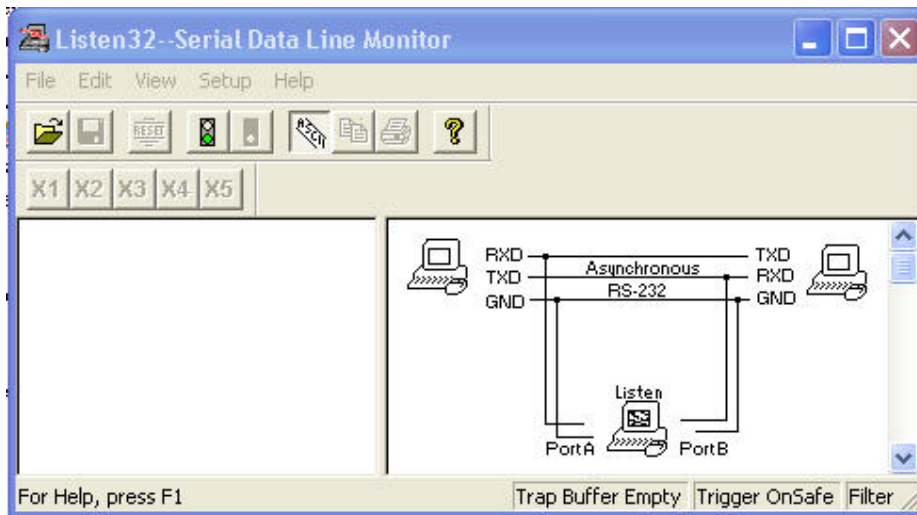 Listen32--Serial Data Line Monitor
File Edit View Setup Help
RESET ASCII ?
X1 X2 X3 X4 X5
RXD TXD
Asynchronous
TXD RXD
RS-232
GND GND
Listen
PortA PortB
For Help, press F1 Trap Buffer Empty Trigger OnSafe Filter